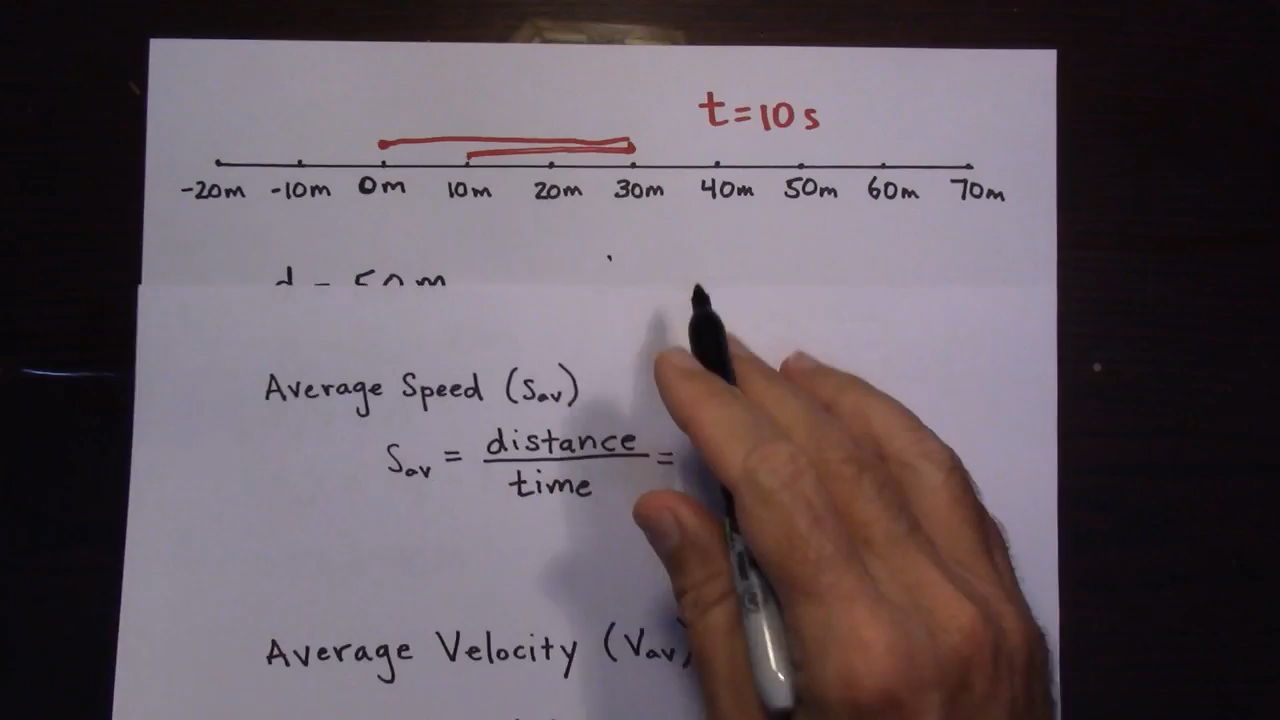 t=10s
-20m -10m 0m 10m 20m 30m 40m 50m 60m 70m
d = 50m
Average Speed (Sav)
Sav = distance / time =
Average Velocity (Vav)